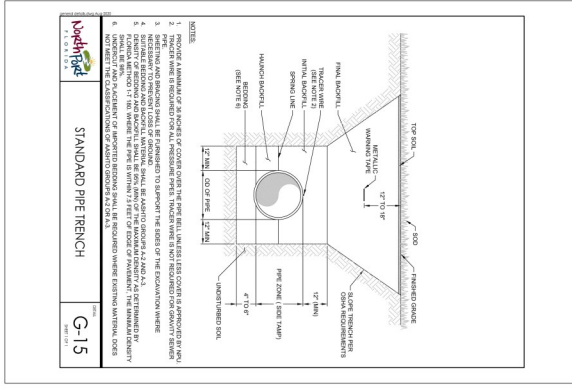 TOP SOIL
SOD
FINISHED GRADE
12" TO 18"
METALLIC
WARNING TAPE
SLOPE TRENCH PER
OSHA REQUIREMENTS
FINAL BACKFILL
TRACER WIRE
(SEE NOTE 2)
INITIAL BACKFILL
SPRING LINE
HAUNCH BACKFILL
BEDDING
(SEE NOTE 6)
12" (MIN)
PIPE ZONE ( SIDE TAMP)
4" TO 6"
UNDISTURBED SOIL
12" MIN
OD OF PIPE
12" MIN
NOTES:
1. PROVIDE A MINIMUM OF 36 INCHES OF COVER OVER THE PIPE BELL UNLESS LESS COVER IS APPROVED BY NPU.
2. TRACER WIRE IS REQUIRED FOR ALL PRESSURE PIPES. TRACER WIRE IS NOT REQUIRED FOR GRAVITY SEWER
PIPE.
3. SHEETING AND BRACING SHALL BE FURNISHED TO SUPPORT THE SIDES OF THE EXCAVATION WHERE
NECESSARY TO PREVENT LOSS OF GROUND.
4. SUITABLE BEDDING AND BACKFILL MATERIAL SHALL BE AASHTO GROUPS A-2 AND A-3.
5. DENSITY OF BEDDING AND BACKFILL SHALL BE 95% (MIN) OF THE MAXIMUM DENSITY AS DETERMINED BY
FLORIDA METHOD 1-T 180. WHERE THE PIPE IS WITHIN 7.5 FEET OF EDGE OF PAVEMENT, THE MINIMUM DENSITY
SHALL BE 98%.
6. UNDERCUT AND PLACEMENT OF IMPORTED BEDDING SHALL BE REQUIRED WHERE EXISTING MATERIAL DOES
NOT MEET THE CLASSIFICATIONS OF AASHTO GROUPS A-2 OR A-3.
North Port
FLORIDA
STANDARD PIPE TRENCH
DETAIL
G-15
SHEET 1 OF 1